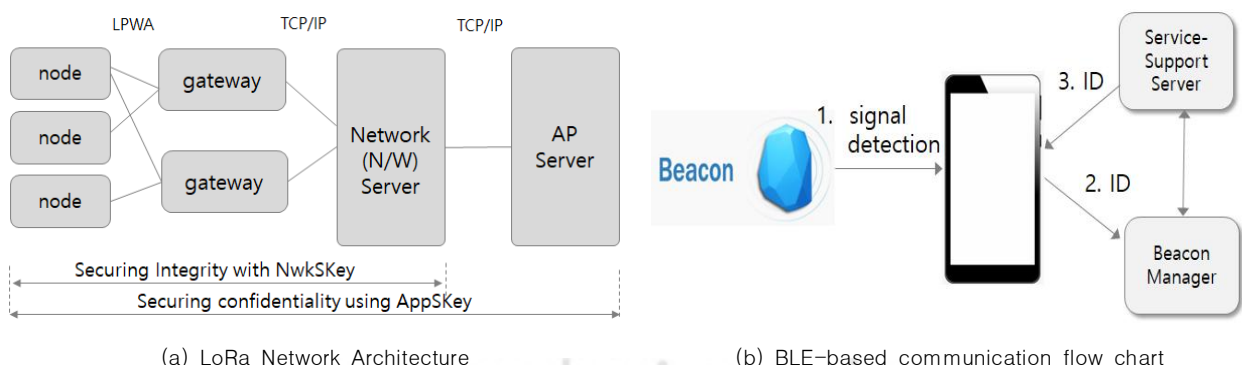 LPWA
TCP/IP
TCP/IP
node
node
node
gateway
gateway
Network
(N/W)
Server
AP
Server
Securing Integrity with NwkSKey
Securing confidentiality using AppSKey
(a) LoRa Network Architecture
Beacon
1. signal
detection
3. ID
2. ID
Service-
Support
Server
Beacon
Manager
(b) BLE-based communication flow chart